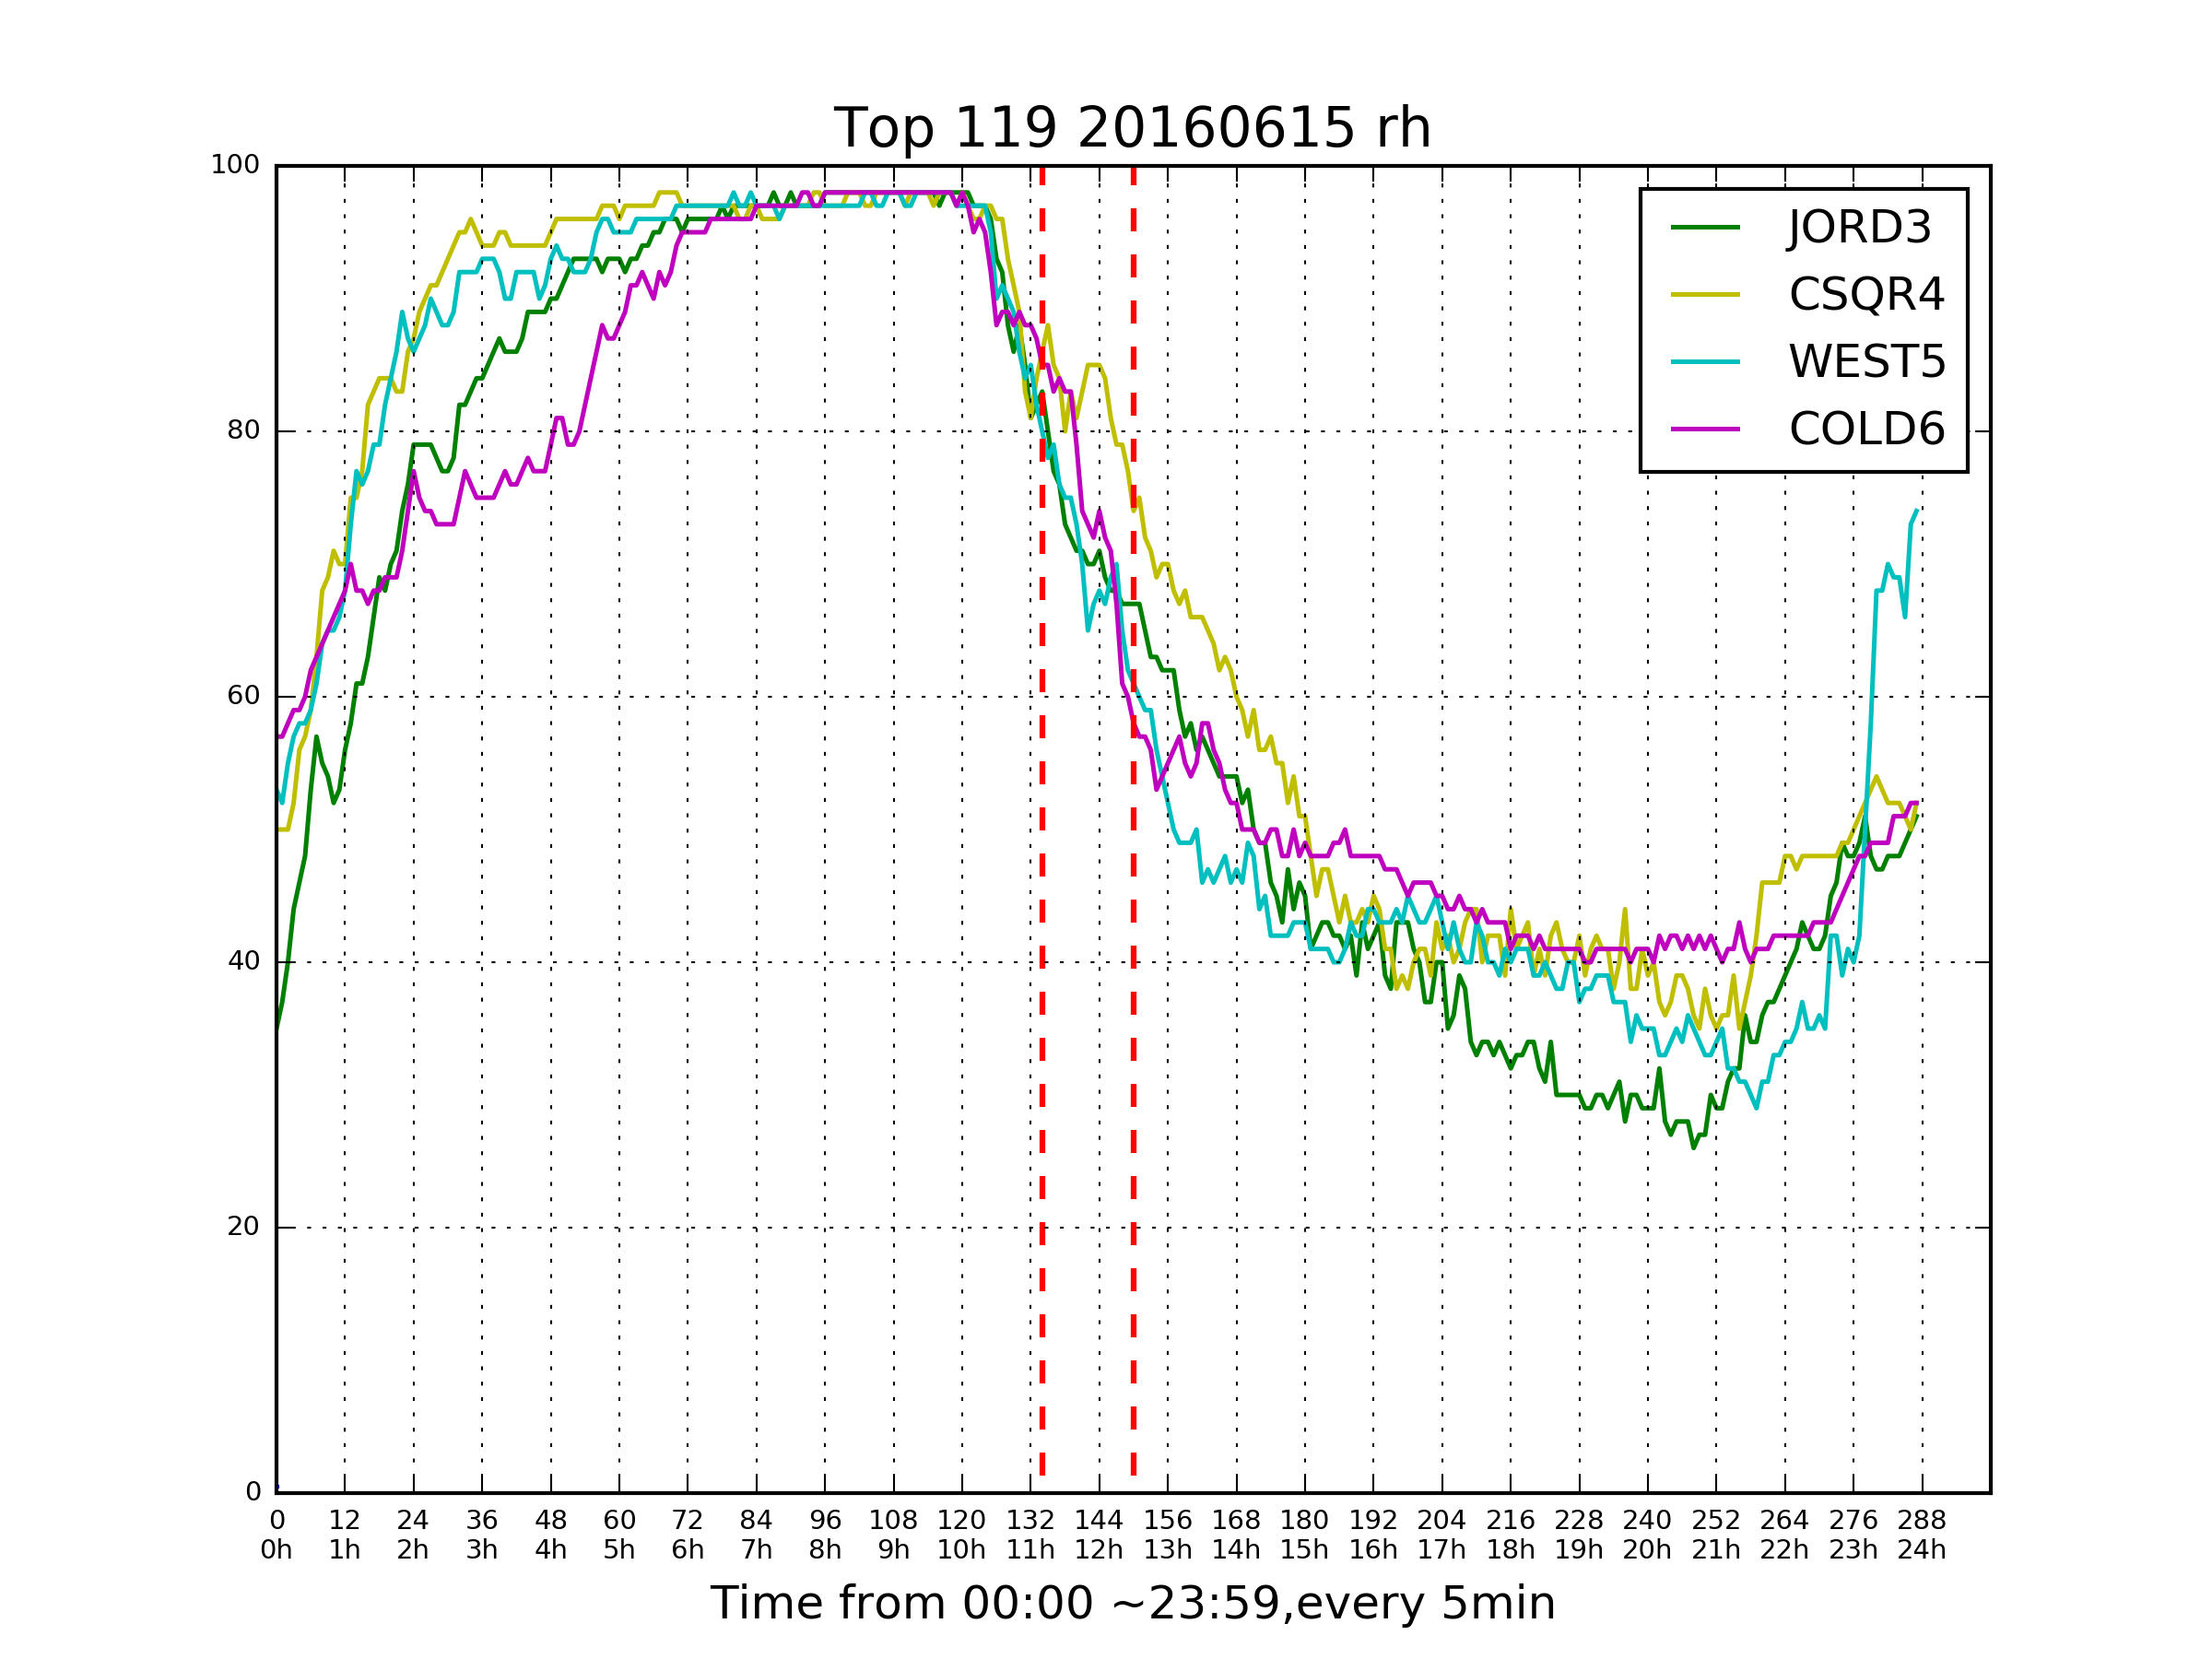 Top 119 20160615 rh
100
80
60
40
20
0
JORD3
CSQR4
WEST5
COLD6
0 12 24 36 48 60 72 84 96 108 120 132 144 156 168 180 192 204 216 228 240 252 264 276 288
0h 1h 2h 3h 4h 5h 6h 7h 8h 9h 10h 11h 12h 13h 14h 15h 16h 17h 18h 19h 20h 21h 22h 23h 24h
Time from 00:00 ~23:59,every 5min